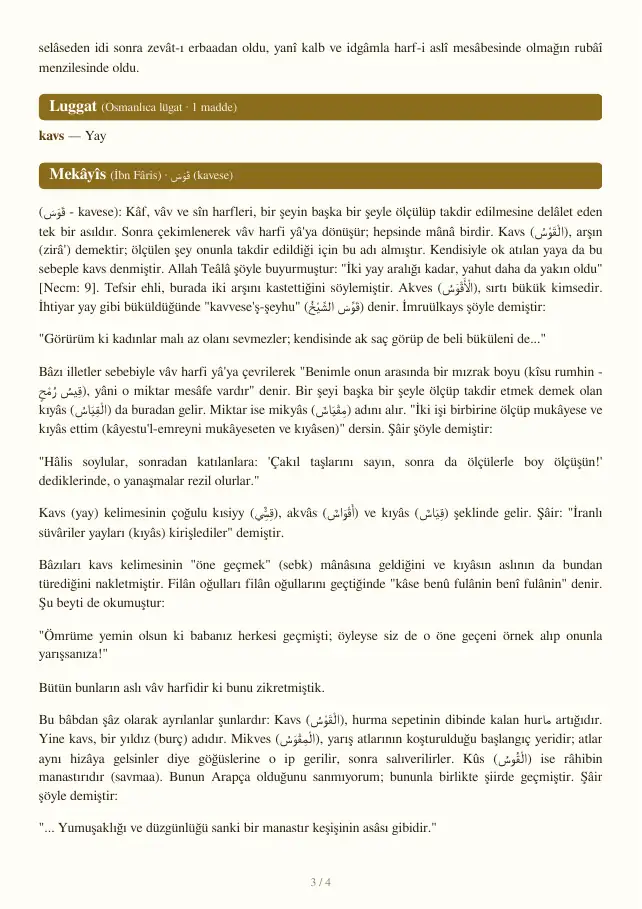 selâseden idi sonra zevât-ı erbaadan oldu, yanî kalb ve idgâmla harf-i aslî mesâbesinde olmağın rubâî
menzilesinde oldu.
Luggat (Osmanlıca lügat · 1 madde)
kavs — Yay
Mekâyîs (İbn Fâris) · قَوَسَ (kavese)
(قَوَسَ - kavese): Kâf, vâv ve sîn harfleri, bir şeyin başka bir şeyle ölçülüp takdir edilmesine delâlet eden
tek bir asıldır. Sonra çekimlenerek vâv harfi yâ'ya dönüşür; hepsinde mânâ birdir. Kavs (الْقَوْسُ), arşın
(zirâ') demektir; ölçülen şey onunla takdir edildiği için bu adı almıştır. Kendisiyle ok atılan yaya da bu
sebeple kavs denmiştir. Allah Teâlâ şöyle buyurmuştur: "İki yay aralığı kadar, yahut daha da yakın oldu"
[Necm: 9]. Tefsir ehli, burada iki arşını kastettiğini söylemiştir. Akves (الْأَقْوَسُ), sırtı bükük kimsedir.
İhtiyar yay gibi büküldüğünde "kavvese'ş-şeyhu" (قَوَّسَ الشَّيْخُ) denir. İmruülkays şöyle demiştir:
"Görürüm ki kadınlar malı az olanı sevmezler; kendisinde ak saç görüp de beli büküleni de..."
Bâzı illetler sebebiyle vâv harfi yâ'ya çevrilerek "Benimle onun arasında bir mızrak boyu (kîsu rumhin -
قِيسُ رُمْحٍ), yâni o miktar mesâfe vardır" denir. Bir şeyi başka bir şeyle ölçüp takdir etmek demek olan
kıyâs (الْقِيَاسُ) da buradan gelir. Miktar ise mikyâs (مِقْيَاسٌ) adını alır. "İki işi birbirine ölçüp mukâyese ve
kıyâs ettim (kâyestu'l-emreyni mukâyeseten ve kıyâsen)" dersin. Şâir şöyle demiştir:
"Hâlis soylular, sonradan katılanlara: 'Çakıl taşlarını sayın, sonra da ölçülerle boy ölçüşün!'
dediklerinde, o yanaşmalar rezil olurlar."
Kavs (yay) kelimesinin çoğulu kısiyy (قِسِيٌّ), akvâs (أَقْوَاسٌ) ve kıyâs (قِيَاسٌ) şeklinde gelir. Şâir: "İranlı
süvâriler yayları (kıyâs) kirişlediler" demiştir.
Bâzıları kavs kelimesinin "öne geçmek" (sebk) mânâsına geldiğini ve kıyâsın aslının da bundan
türediğini nakletmiştir. Filân oğulları filân oğullarını geçtiğinde "kâse benû fulânin benî fulânin" denir.
Şu beyti de okumuştur:
"Ömrüme yemin olsun ki babanız herkesi geçmişti; öyleyse siz de o öne geçeni örnek alıp onunla
yarışsanıza!"
Bütün bunların aslı vâv harfidir ki bunu zikretmiştik.
Bu bâbdan şâz olarak ayrılanlar şunlardır: Kavs (الْقَوْسُ), hurma sepetinin dibinde kalan hurما artığıdır.
Yine kavs, bir yıldız (burç) adıdır. Mikves (الْمِقْوَسُ), yarış atlarının koşturulduğu başlangıç yeridir; atlar
aynı hizâya gelsinler diye göğüslerine o ip gerilir, sonra salıverilirler. Kûs (الْقُوسُ) ise râhibin
manastırıdır (savmaa). Bunun Arapça olduğunu sanmıyorum; bununla birlikte şiirde geçmiştir. Şâir
şöyle demiştir:
"... Yumuşaklığı ve düzgünlüğü sanki bir manastır keşişinin asâsı gibidir."
3 / 4